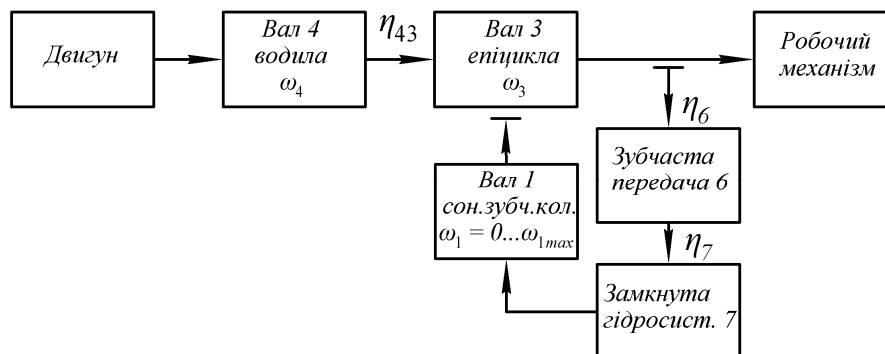 Двигун
Вал 4
водила
ω₄
η₄₃
Вал 3
епіцикла
ω₃
Робочий
механізм
η₆
Зубчаста
передача 6
η₇
Вал 1
сон.зубч.кол.
ω₁ = 0...ω₁max
Замкнута
гідросист. 7